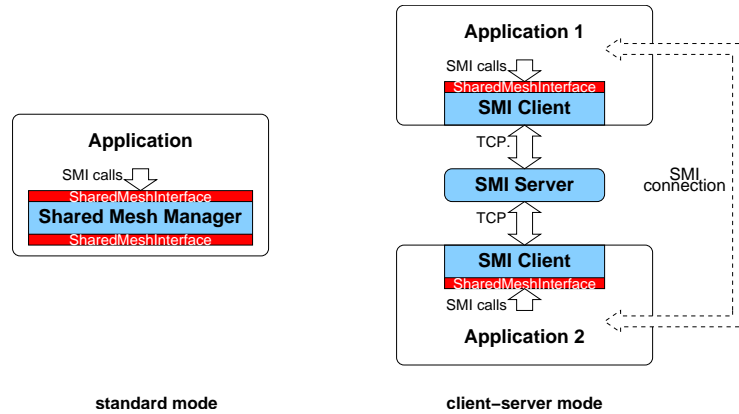 Application
SMI calls
SharedMeshInterface
Shared Mesh Manager
SharedMeshInterface
standard mode
Application 1
SMI calls
SharedMeshInterface
SMI Client
TCP.
SMI Server
TCP
SMI Client
SharedMeshInterface
SMI calls
Application 2
SMI
connection
client–server mode